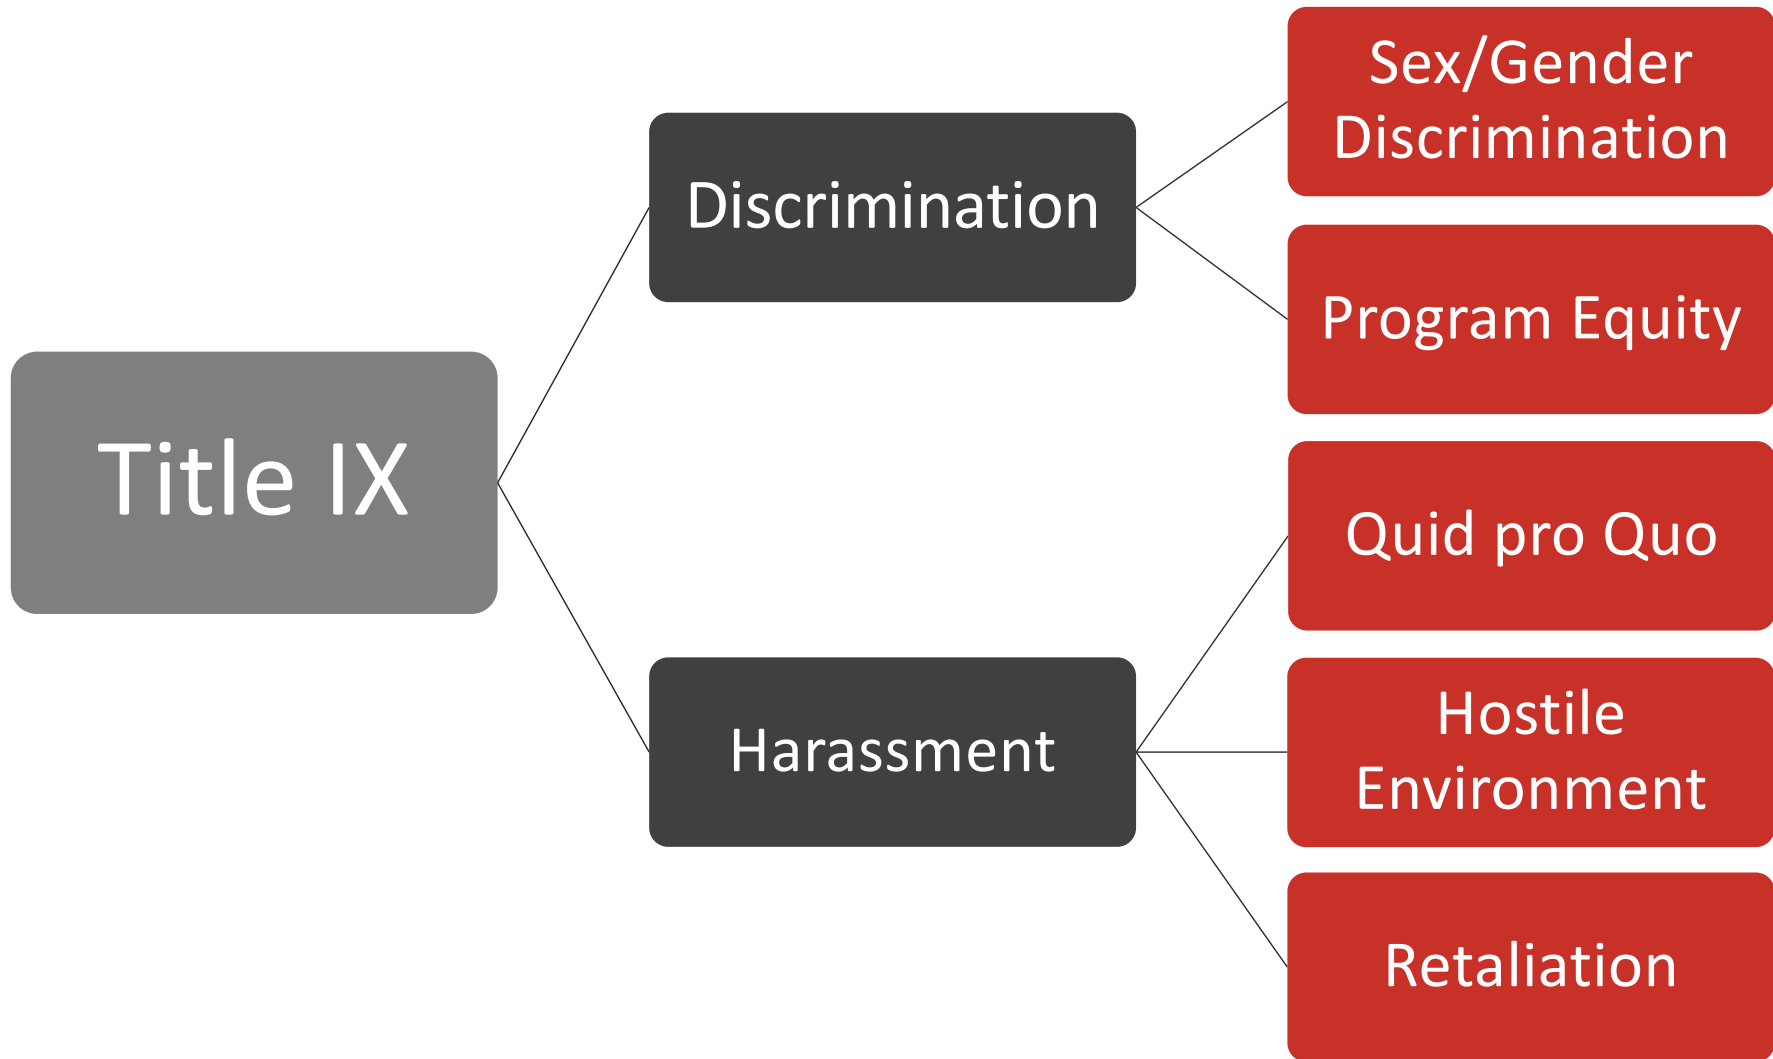 Title IX
Discrimination
Sex/Gender
Discrimination
Program Equity
Harassment
Quid pro Quo
Hostile
Environment
Retaliation